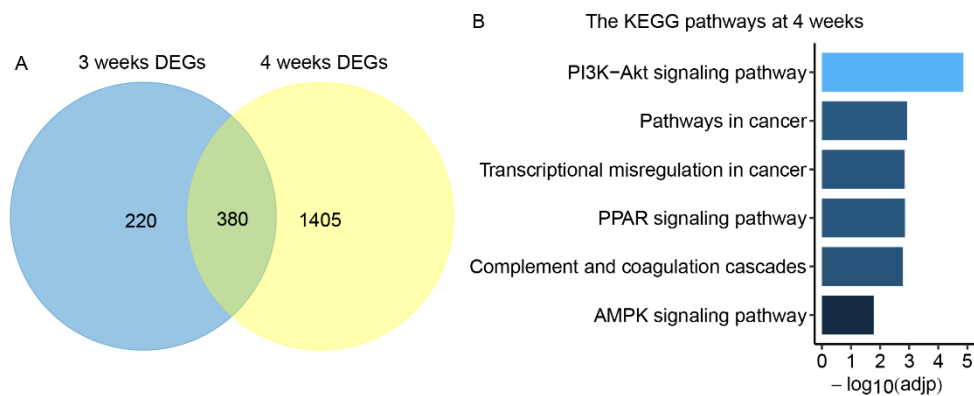 A
3 weeks DEGs
4 weeks DEGs
220
380
1405
B
The KEGG pathways at 4 weeks
PI3K−Akt signaling pathway
Pathways in cancer
Transcriptional misregulation in cancer
PPAR signaling pathway
Complement and coagulation cascades
AMPK signaling pathway
0 1 2 3 4 5
− log10(adjp)